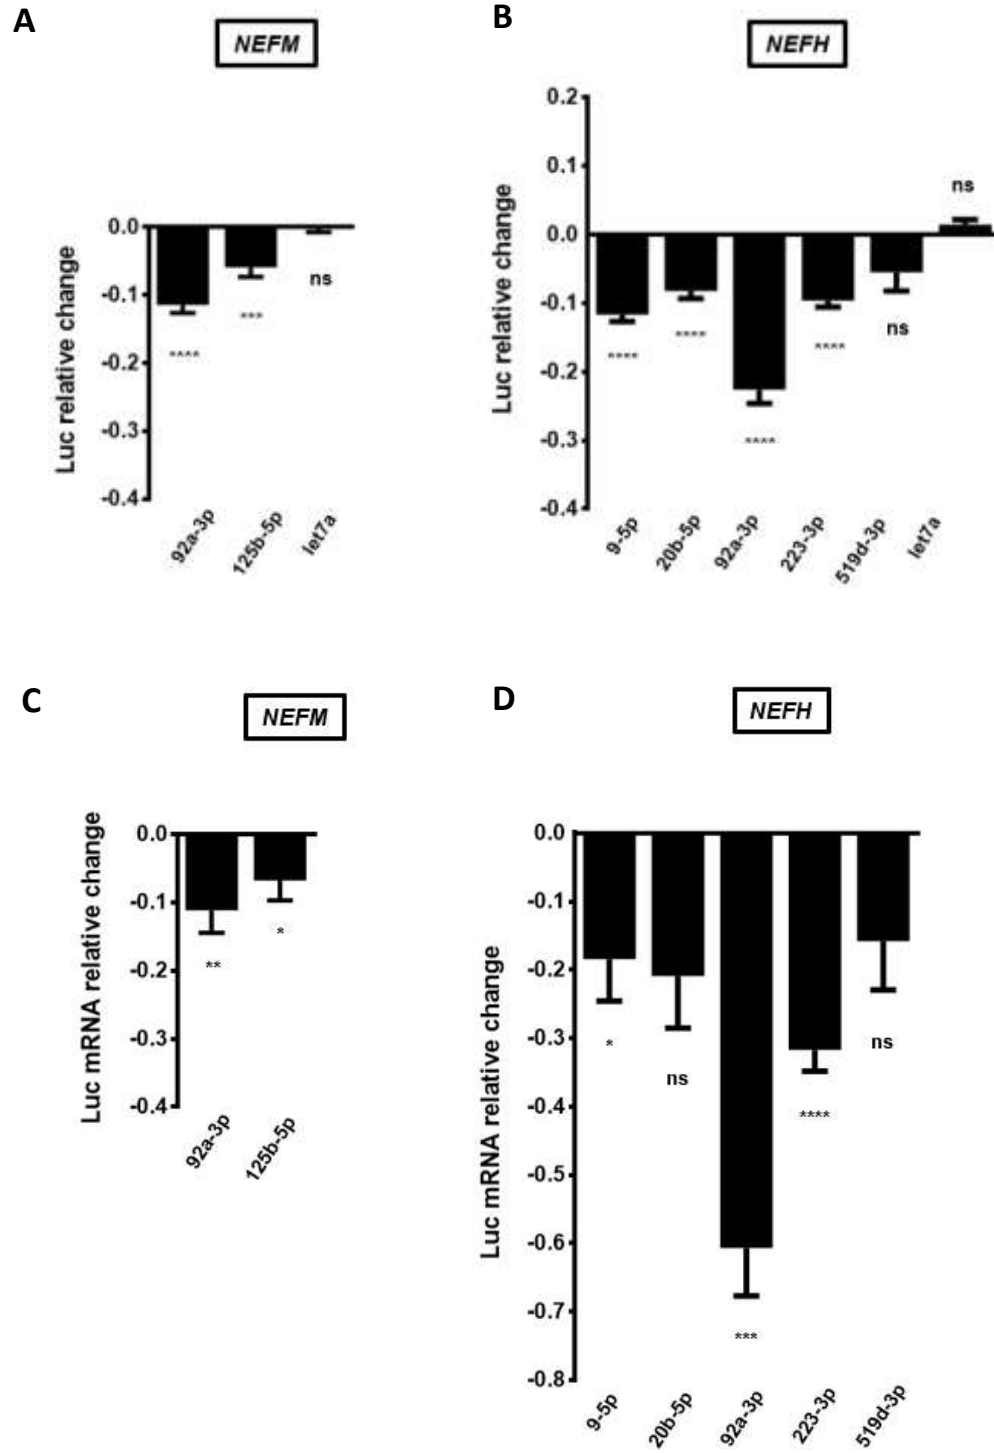 A
NEFM
Luc relative change
0.0
-0.1
-0.2
-0.3
-0.4
****
***
ns
92a-3p
125b-5p
let7a
B
NEFH
Luc relative change
0.2
0.1
0.0
-0.1
-0.2
-0.3
-0.4
****
****
****
****
ns
ns
9-5p
20b-5p
92a-3p
223-3p
519d-3p
let7a
C
NEFM
Luc mRNA relative change
0.0
-0.1
-0.2
-0.3
-0.4
**
*
92a-3p
125b-5p
D
NEFH
Luc mRNA relative change
0.0
-0.1
-0.2
-0.3
-0.4
-0.5
-0.6
-0.7
-0.8
*
ns
***
****
ns
9-5p
20b-5p
92a-3p
223-3p
519d-3p